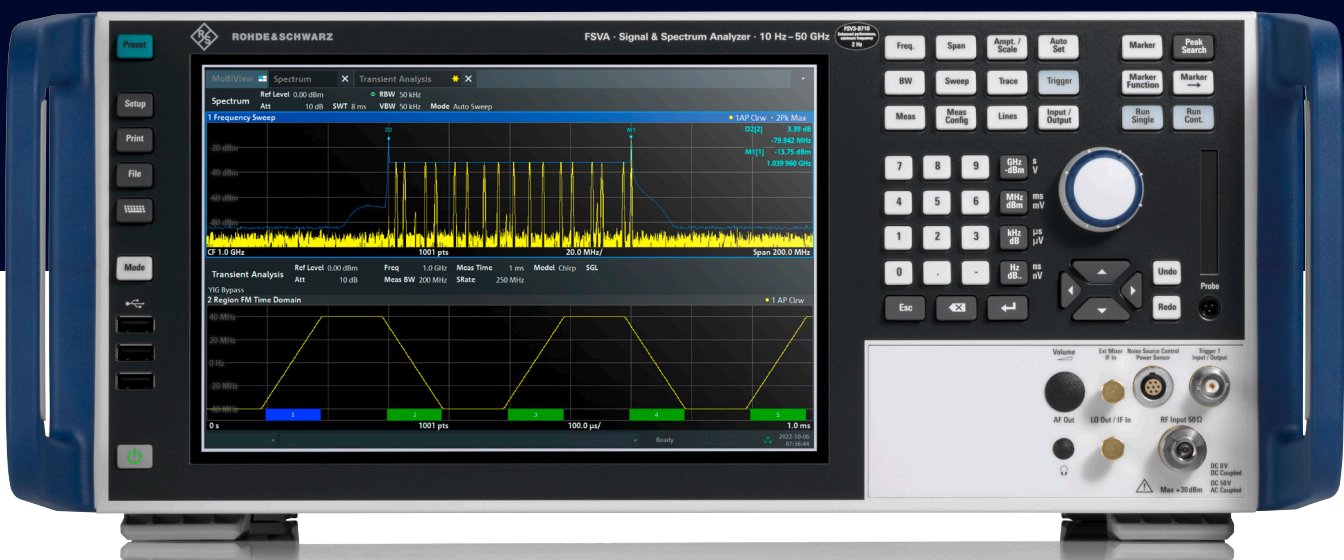 Preset
R S
ROHDE&SCHWARZ
FSVA · Signal & Spectrum Analyzer · 10 Hz – 50 GHz
FSV3-B710
Enhanced performance,
minimum frequency
2 Hz
Setup
Print
File
Mode
MultiView
Spectrum X
Transient Analysis X
Spectrum
Ref Level 0.00 dBm
RBW 50 kHz
Att 10 dB SWT 8 ms VBW 50 kHz Mode Auto Sweep
1 Frequency Sweep
1AP Clrw 2Pk Max
D2
M1
D2[2] 3.39 dB
-79.942 MHz
M1[1] -13.75 dBm
1.039 960 GHz
-20 dBm
-40 dBm
-60 dBm
-80 dBm
CF 1.0 GHz 1001 pts 20.0 MHz/ Span 200.0 MHz
Transient Analysis
Ref Level 0.00 dBm Freq 1.0 GHz Meas Time 1 ms Model Chirp SGL
Att 10 dB Meas BW 200 MHz SRate 250 MHz
YIG Bypass
2 Region FM Time Domain
1 AP Clrw
40 MHz
20 MHz
0 Hz
-20 MHz
-40 MHz
1 2 3 4 5
0 s 1001 pts 100.0 µs/ 1.0 ms
Ready
2022-10-06
07:36:44
Freq.
Span
Ampt. /
Scale
Auto
Set
Marker
Peak
Search
BW
Sweep
Trace
Trigger
Marker
Function
Marker
→
Meas
Meas
Config
Lines
Input /
Output
Run
Single
Run
Cont.
7
8
9
GHz
-dBm
s
V
4
5
6
MHz
dBm
ms
mV
1
2
3
kHz
dB
µs
µV
0
.
-
Hz
dB..
ns
nV
Esc
Undo
Redo
Probe
Volume
Ext Mixer
IF In
Noise Source Control
Power Sensor
Trigger 1
Input / Output
AF Out
LO Out / IF In
RF Input 50 Ω
DC 0 V
DC Coupled
DC 50 V
AC Coupled
Max +30 dBm